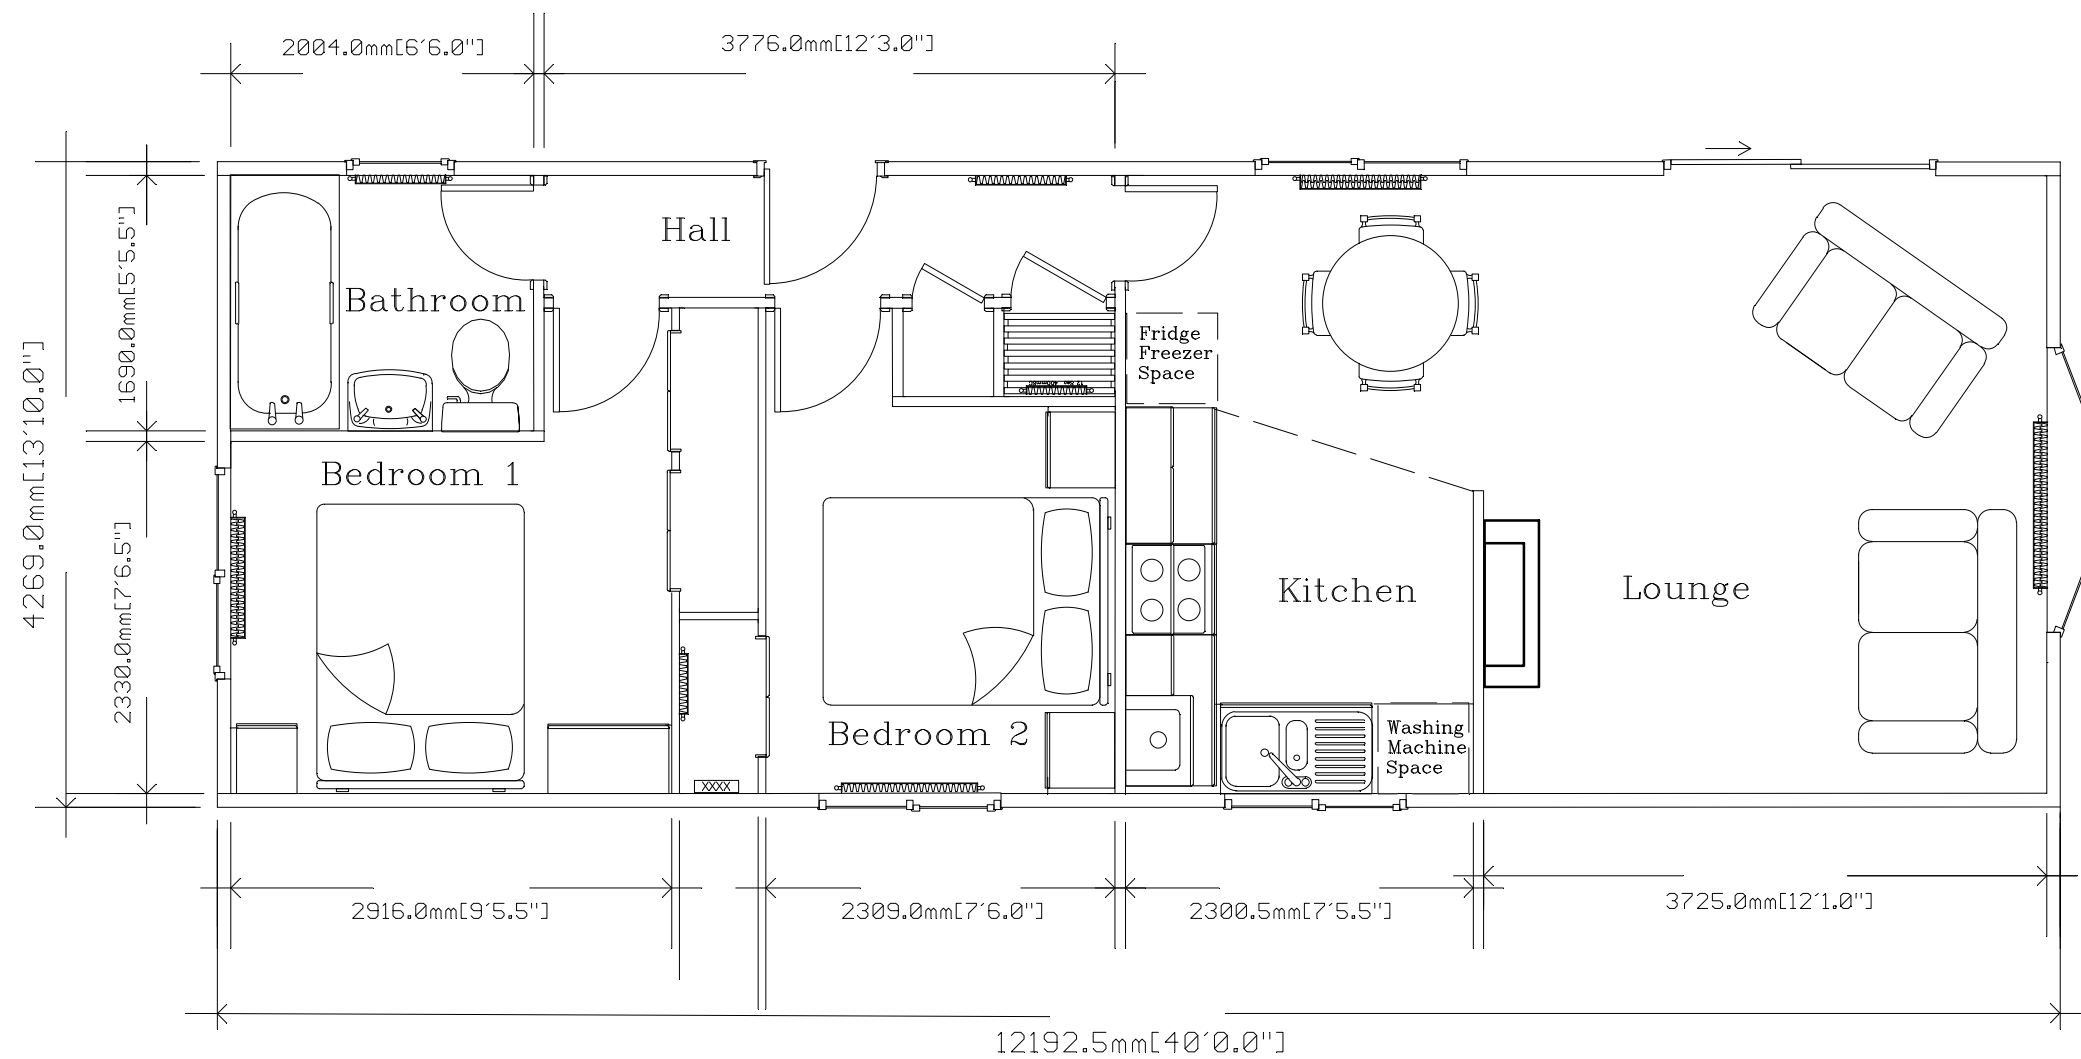 2004.0mm[6´6.0"]
3776.0mm[12´3.0"]
4269.0mm[13´10.0"]
1690.0mm[5´5.5"]
2330.0mm[7´6.5"]
Hall
Bathroom
Fridge
Freezer
Space
Bedroom 1
Kitchen
Lounge
Bedroom 2
Washing
Machine
Space
XXXX
2916.0mm[9´5.5"]
2309.0mm[7´6.0"]
2300.5mm[7´5.5"]
3725.0mm[12´1.0"]
12192.5mm[40´0.0"]